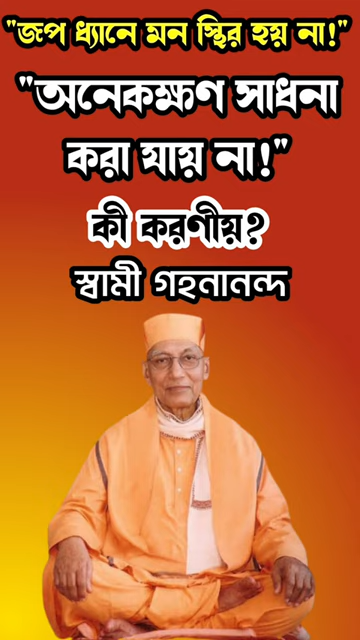 "জপ ধ্যানে মন স্থির হয় না!"
"অনেকক্ষণ সাধনা
করা যায় না!"
কী করণীয়?
স্বামী গহনানন্দ